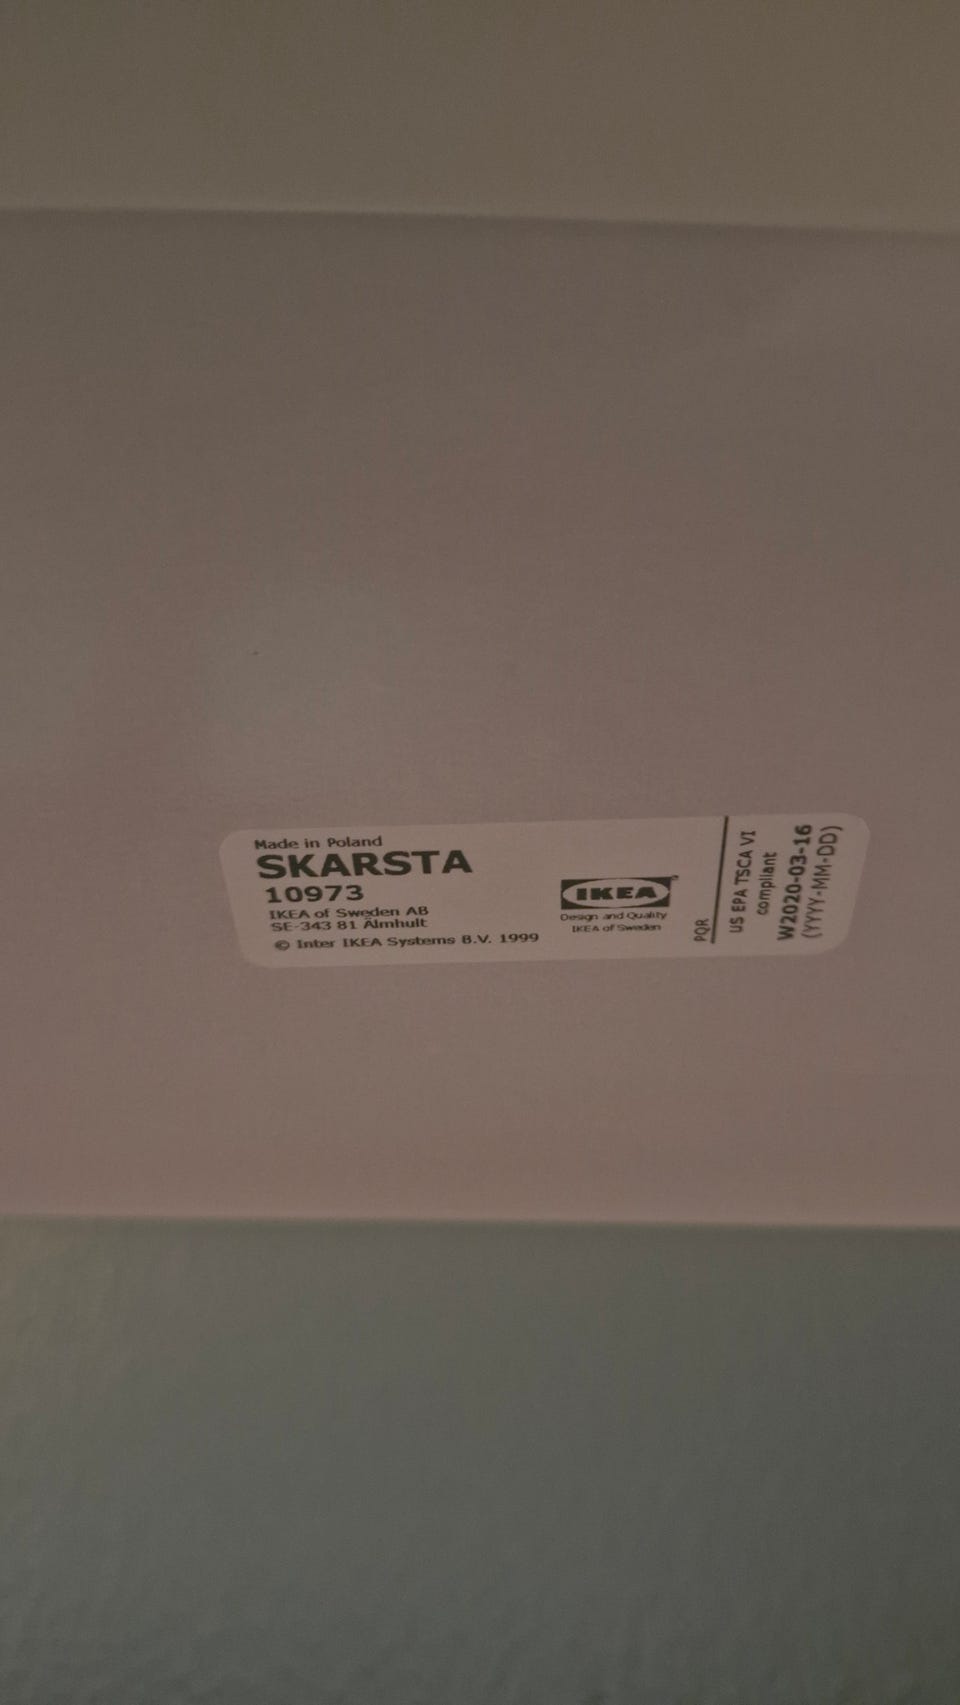 Made in Poland
SKARSTA
10973
IKEA of Sweden AB
SE-343 81 Älmhult
© Inter IKEA Systems B.V. 1999
IKEA
Design and Quality
IKEA of Sweden
PQR
US EPA TSCA VI
compliant
W2020-03-16
(YYYY-MM-DD)